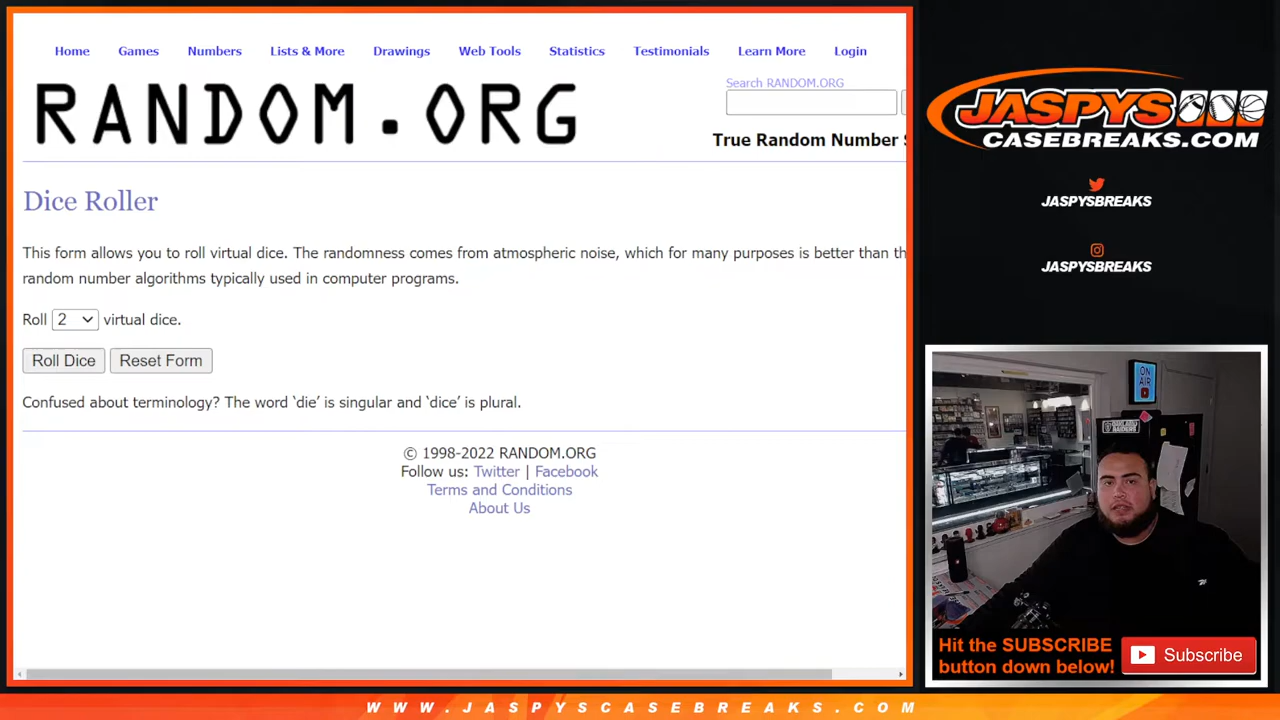 Home Games Numbers Lists & More Drawings Web Tools Statistics Testimonials Learn More Login
RANDOM.ORG
Search RANDOM.ORG
True Random Number S
Dice Roller
This form allows you to roll virtual dice. The randomness comes from atmospheric noise, which for many purposes is better than th
random number algorithms typically used in computer programs.
Roll 2 virtual dice.
Roll Dice Reset Form
Confused about terminology? The word ‘die’ is singular and ‘dice’ is plural.
© 1998-2022 RANDOM.ORG
Follow us: Twitter | Facebook
Terms and Conditions
About Us
JASPYS
CASEBREAKS.COM
JASPYSBREAKS
JASPYSBREAKS
ON
AIR
Hit the SUBSCRIBE
button down below!
Subscribe
WWW.JASPYSCASEBREAKS.COM